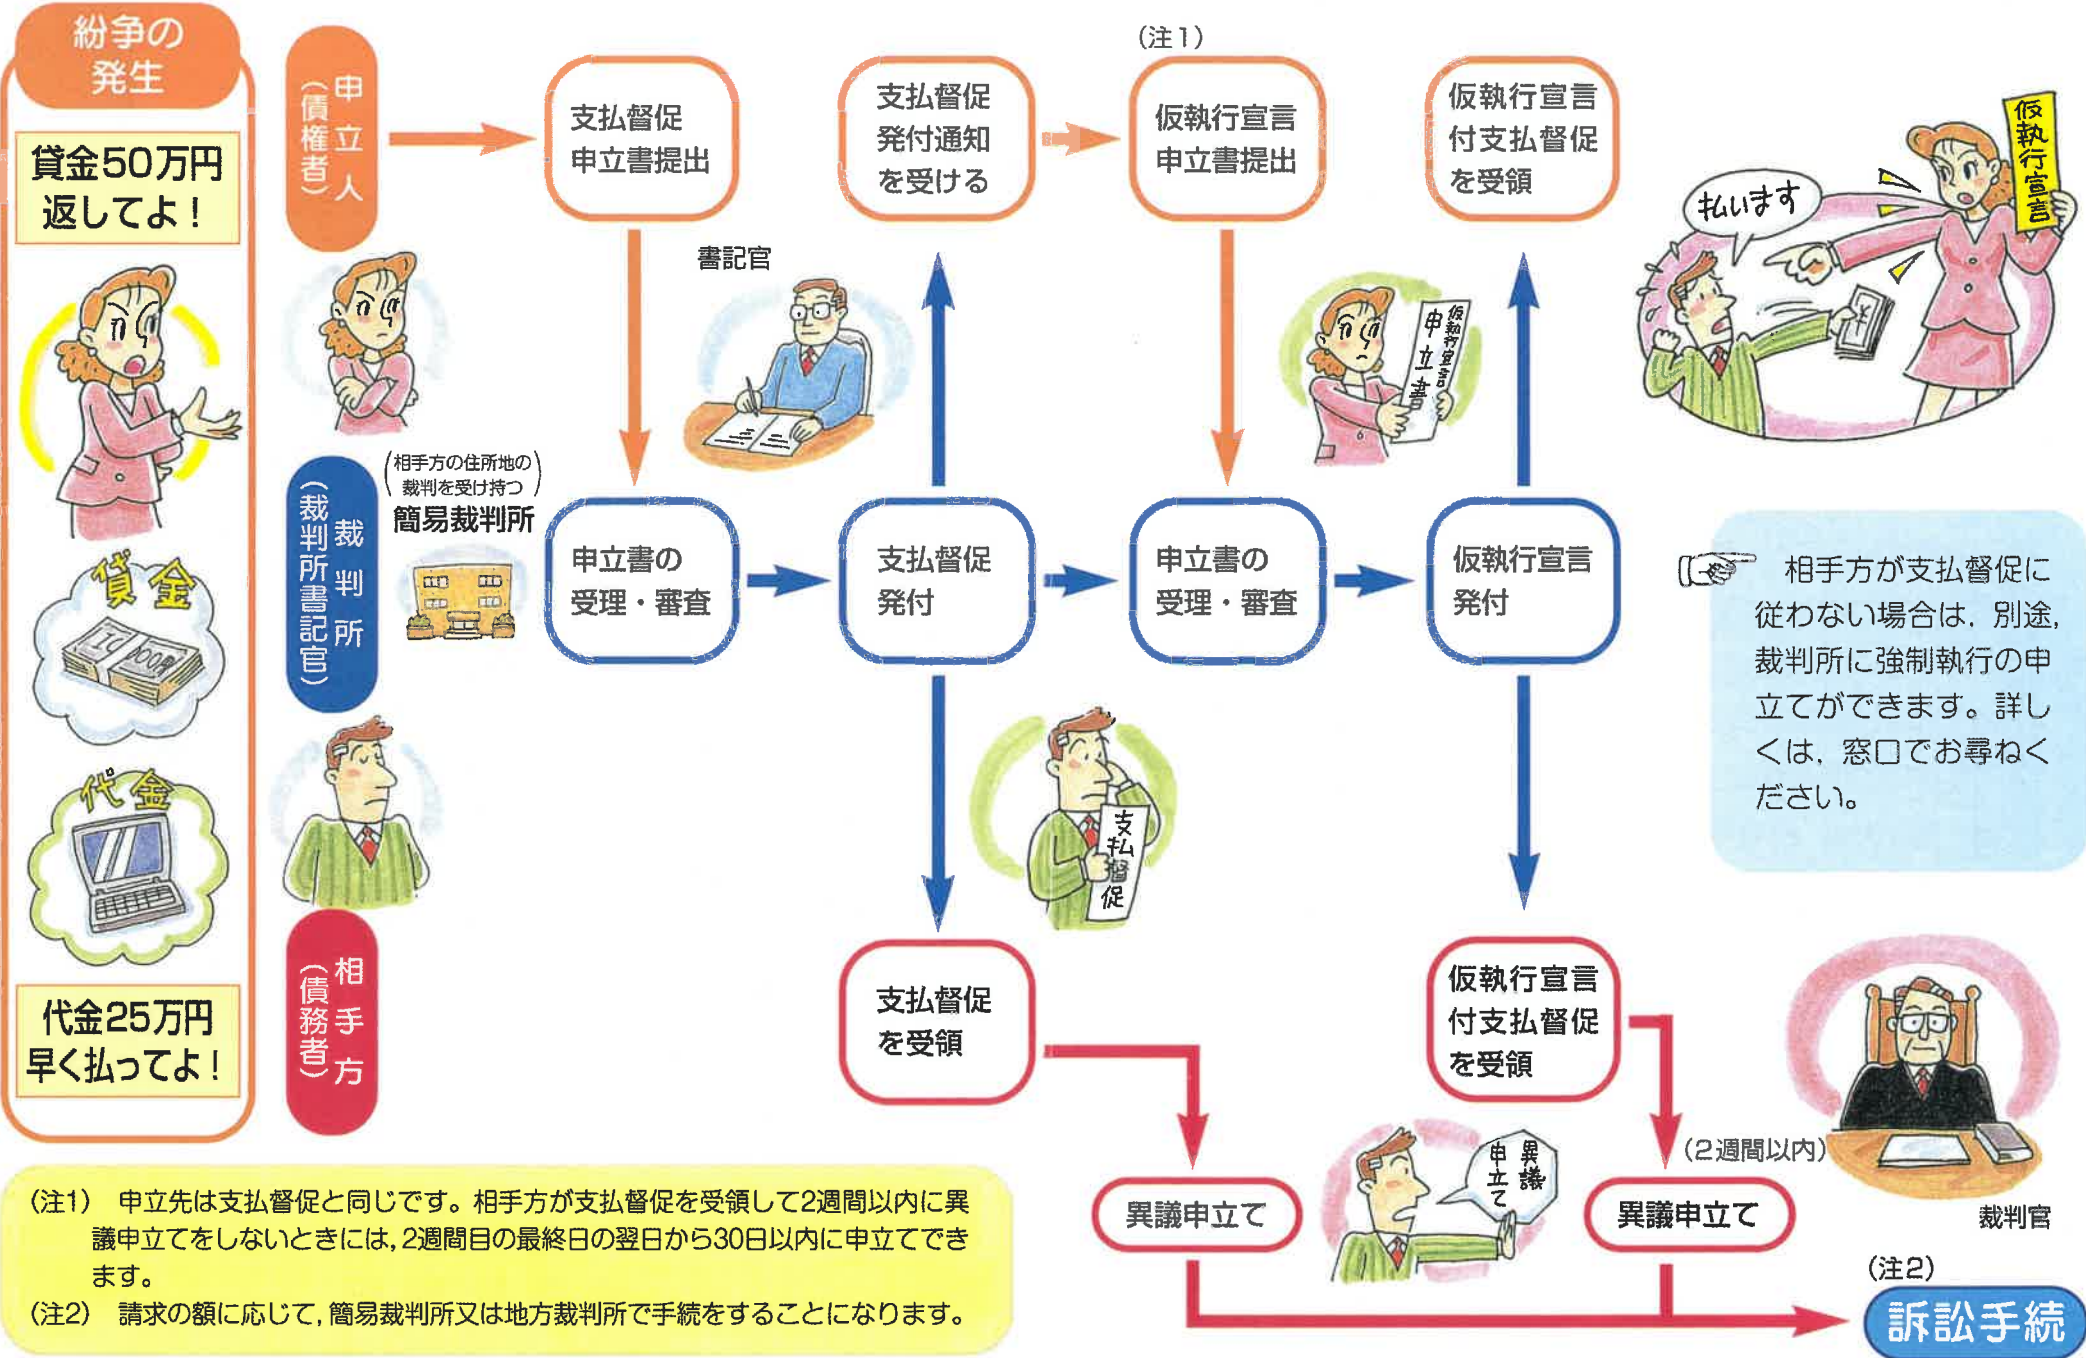 紛争の
発生
貸金50万円
返してよ！
貸金
代金
代金25万円
早く払ってよ！
申立人
（債権者）
支払督促
申立書提出
支払督促
発付通知
を受ける
（注1）
仮執行宣言
申立書提出
仮執行宣言
付支払督促
を受領
払います
仮執行宣言
書記官
仮執行宣言
申立書
裁判所
（裁判所書記官）
（相手方の住所地の
裁判を受け持つ）
簡易裁判所
申立書の
受理・審査
支払督促
発付
申立書の
受理・審査
仮執行宣言
発付
相手方が支払督促に
従わない場合は，別途，
裁判所に強制執行の申
立てができます。詳し
くは，窓口でお尋ねく
ださい。
支払督促
相手方
（債務者）
支払督促
を受領
仮執行宣言
付支払督促
を受領
（2週間以内）
異議申立て
異議
申立て
異議申立て
裁判官
（注2）
訴訟手続
（注1）　申立先は支払督促と同じです。相手方が支払督促を受領して2週間以内に異
議申立てをしないときには，2週間目の最終日の翌日から30日以内に申立てでき
ます。
（注2）　請求の額に応じて，簡易裁判所又は地方裁判所で手続をすることになります。